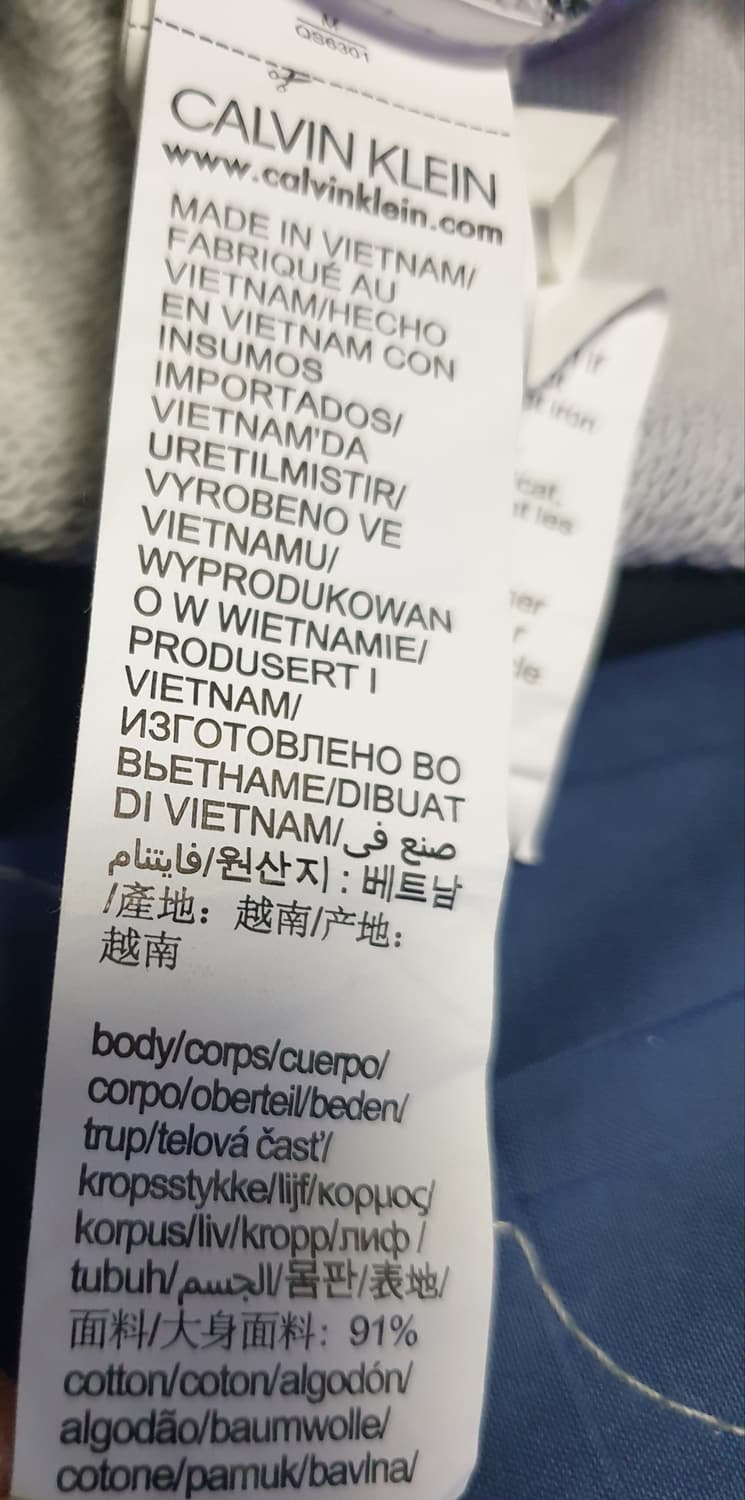 M
QS6301
CALVIN KLEIN
www.calvinklein.com
MADE IN VIETNAM/
FABRIQUÉ AU
VIETNAM/HECHO
EN VIETNAM CON
INSUMOS
IMPORTADOS/
VIETNAM'DA
URETILMISTIR/
VYROBENO VE
VIETNAMU/
WYPRODUKOWAN
O W WIETNAMIE/
PRODUSERT I
VIETNAM/
ИЗГОТОВЛЕНО ВО
ВЬЕТНАМЕ/DIBUAT
DI VIETNAM/صنع في
فايتنام/원산지 : 베트남
/產地：越南/产地：
越南
body/corps/cuerpo/
corpo/oberteil/beden/
trup/telová časť/
kropsstykke/lijf/κορμος/
korpus/liv/kropp/лиф /
tubuh/الجسم/몸판/表地/
面料/大身面料：91%
cotton/coton/algodón/
algodão/baumwolle/
cotone/pamuk/bavlna/
it
iron